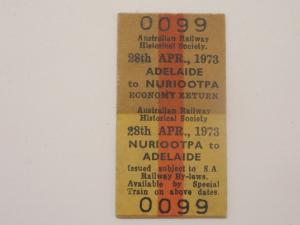 0099
Australian Railway
Historical Society.
28th APR., 1973
ADELAIDE
to NURIOOTPA
ECONOMY RETURN
Australian Railway
Historical Society
28th APR., 1973
NURIOOTPA to
ADELAIDE
Issued subject to S.A.
Railway By-laws.
Available by Special
Train on above dates.
0099